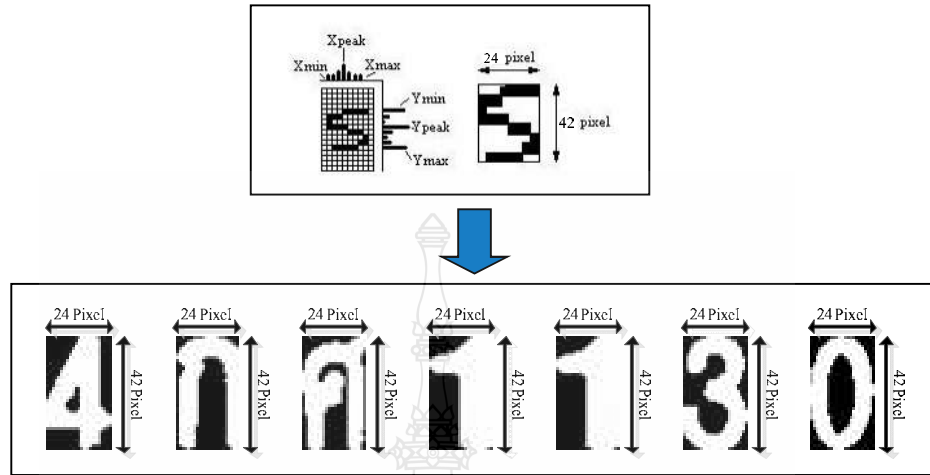 Xpeak
Xmin
Xmax
Ymin
Ypeak
Ymax
24 pixel
42 pixel
24 Pixel
24 Pixel
24 Pixel
24 Pixel
24 Pixel
24 Pixel
24 Pixel
4 ก ศ 1 1 3 0
42 Pixel
42 Pixel
42 Pixel
42 Pixel
42 Pixel
42 Pixel
42 Pixel